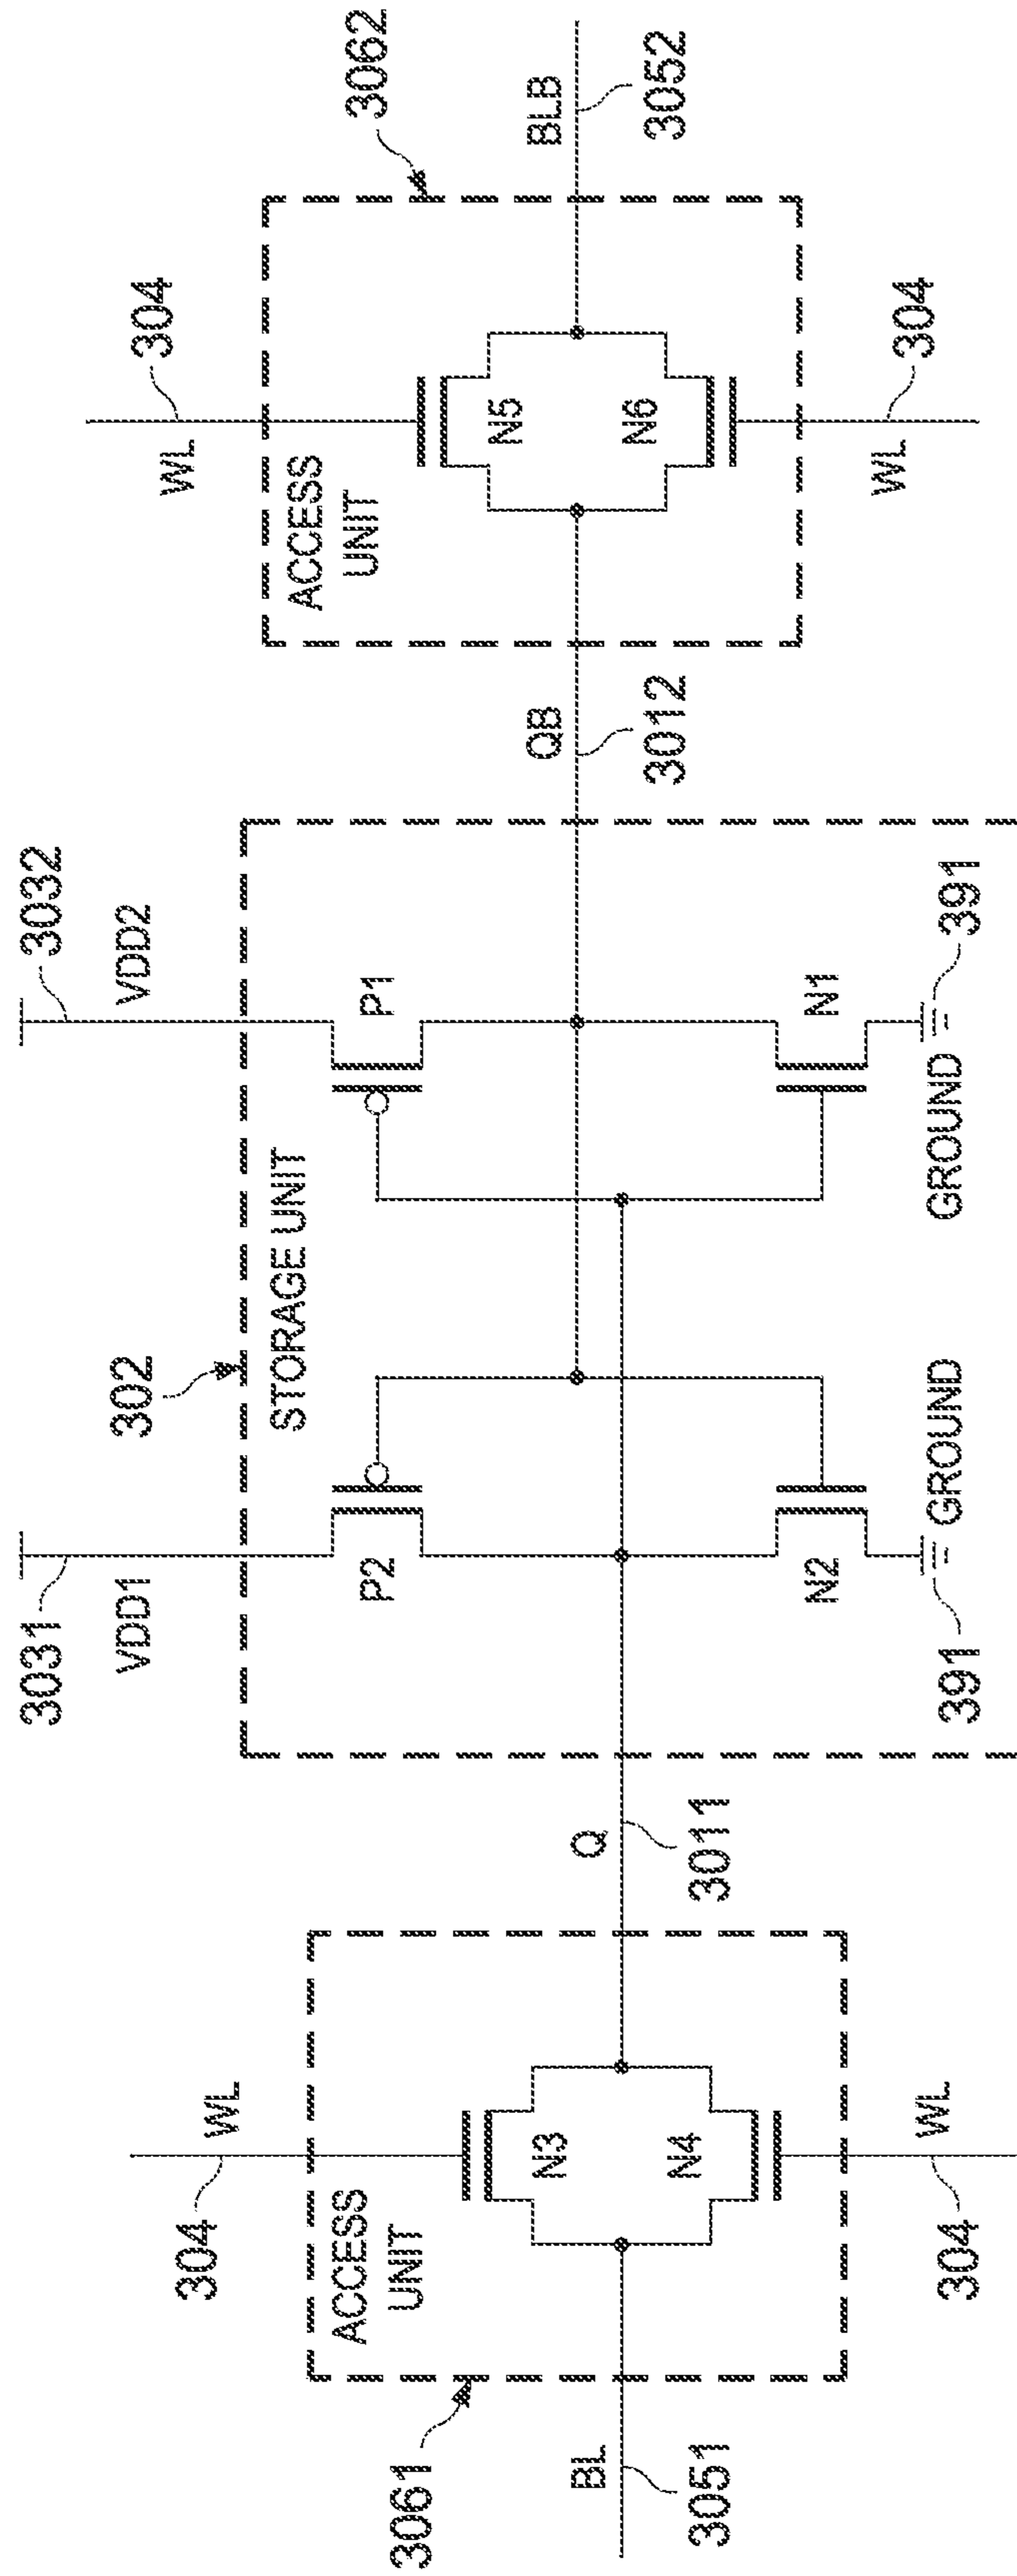 3061
BL
3051
304
WL
ACCESS
UNIT
N3
N4
304
WL
Q
3011
3031
VDD1
302
STORAGE UNIT
P2
N2
391
GROUND
3032
VDD2
P1
N1
GROUND
391
QB
3012
304
WL
ACCESS
UNIT
N5
N6
WL
304
3062
BLB
3052